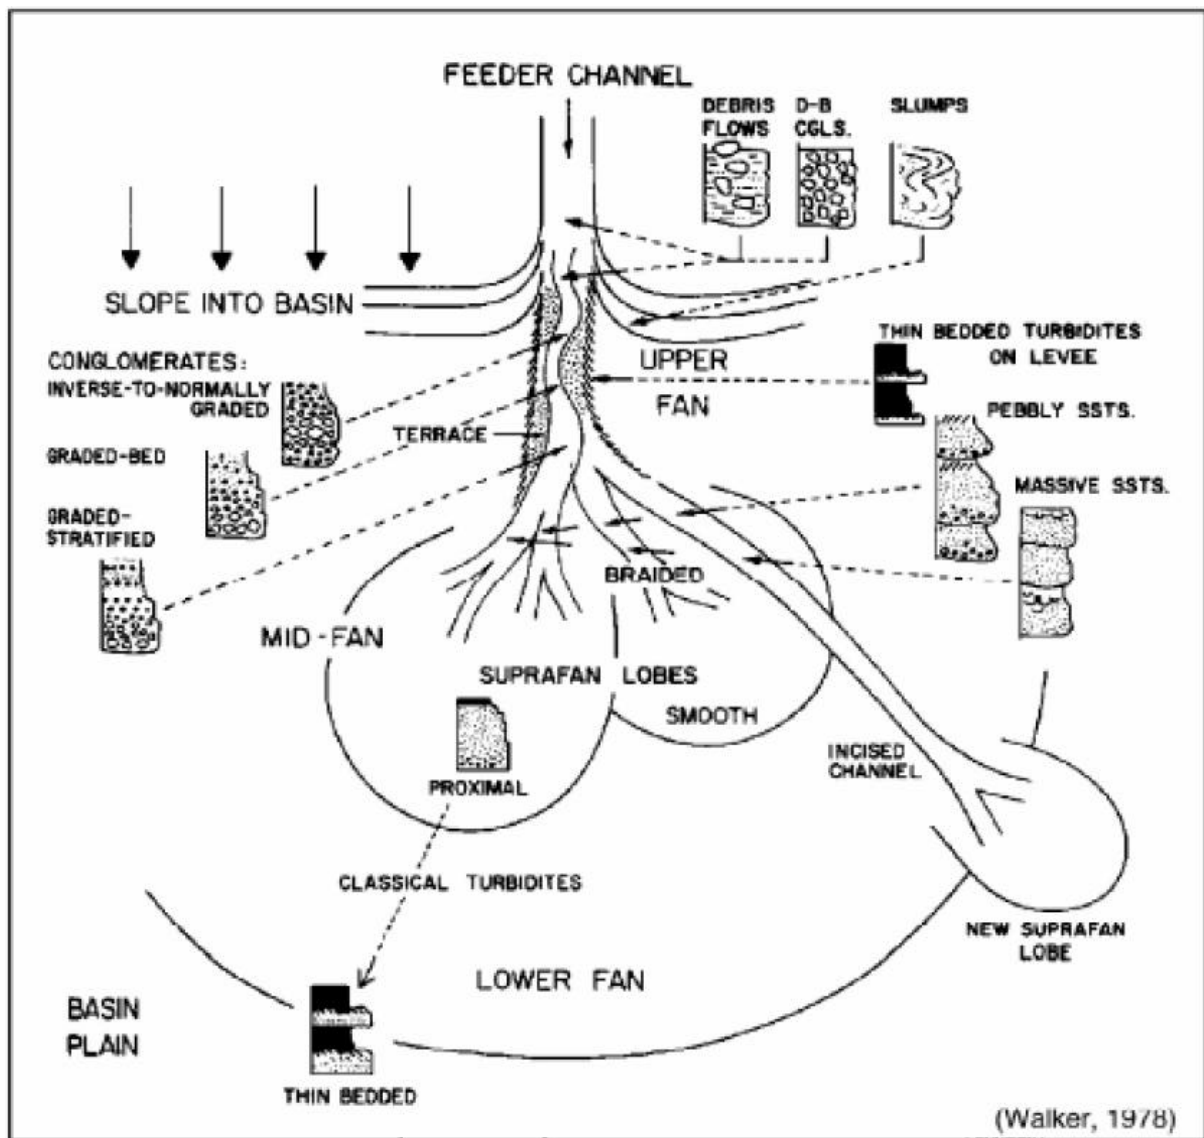 FEEDER CHANNEL
DEBRIS
FLOWS
D-B
CGLS.
SLUMPS
SLOPE INTO BASIN
CONGLOMERATES:
INVERSE-TO-NORMALLY
GRADED
GRADED-BED
GRADED-
STRATIFIED
TERRACE
UPPER
FAN
THIN BEDDED TURBIDITES
ON LEVEE
PEBBLY SSTS.
MASSIVE SSTS.
BRAIDED
MID-FAN
SUPRAFAN LOBES
SMOOTH
PROXIMAL
INCISED
CHANNEL
CLASSICAL TURBIDITES
NEW SUPRAFAN
LOBE
LOWER FAN
BASIN
PLAIN
THIN BEDDED
(Walker, 1978)